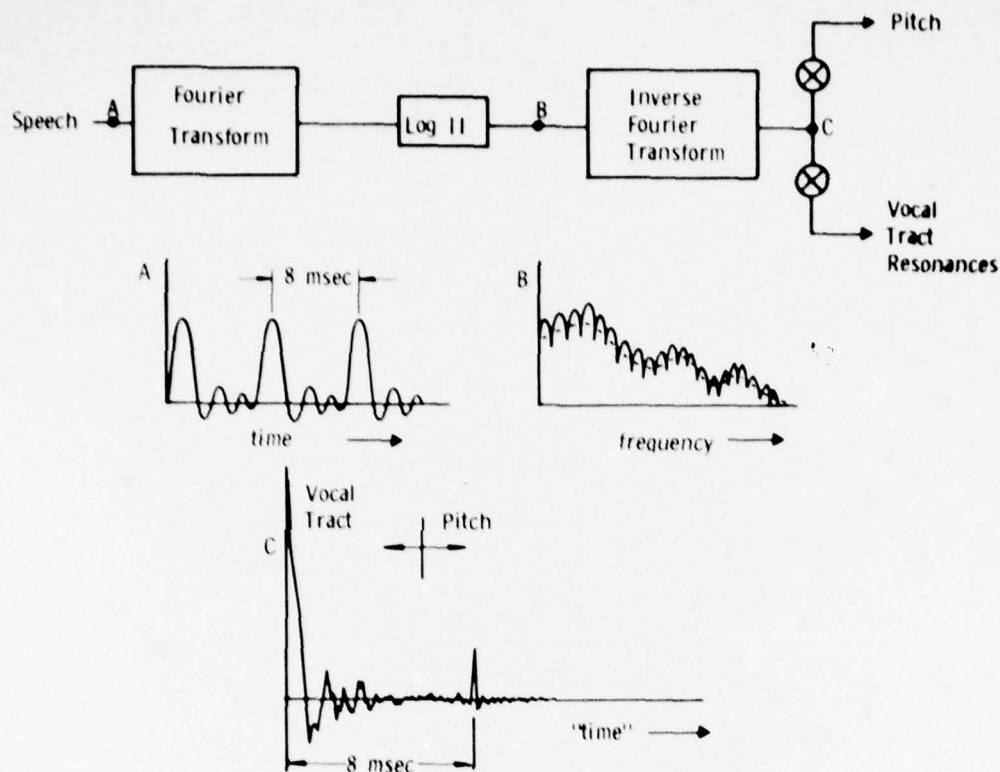 Pitch
Speech
A
Fourier
Transform
Log ||
B
Inverse
Fourier
Transform
C
Vocal
Tract
Resonances
A
8 msec
time
B
frequency
Vocal
Tract
Pitch
C
"time"
8 msec